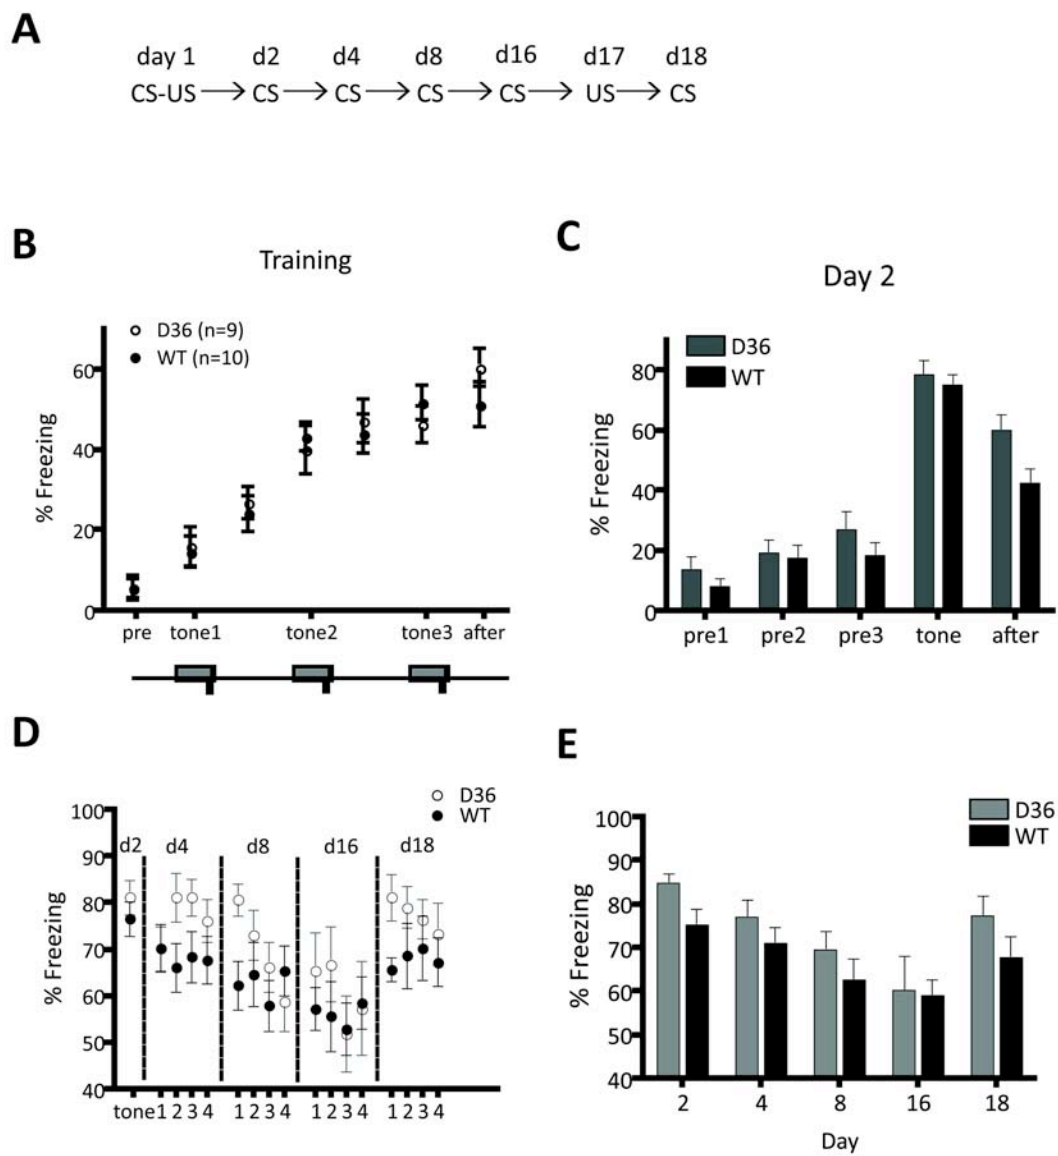 A
day 1 d2 d4 d8 d16 d17 d18
CS-US → CS → CS → CS → CS → US → CS
B
Training
D36 (n=9)
WT (n=10)
% Freezing
60
40
20
0
pre tone1 tone2 tone3 after
C
Day 2
D36
WT
% Freezing
80
60
40
20
0
pre1 pre2 pre3 tone after
D
D36
WT
% Freezing
100
90
80
70
60
50
40
d2 d4 d8 d16 d18
tone1 2 3 4 1 2 3 4 1 2 3 4 1 2 3 4
E
D36
WT
% Freezing
100
90
80
70
60
50
40
2 4 8 16 18
Day